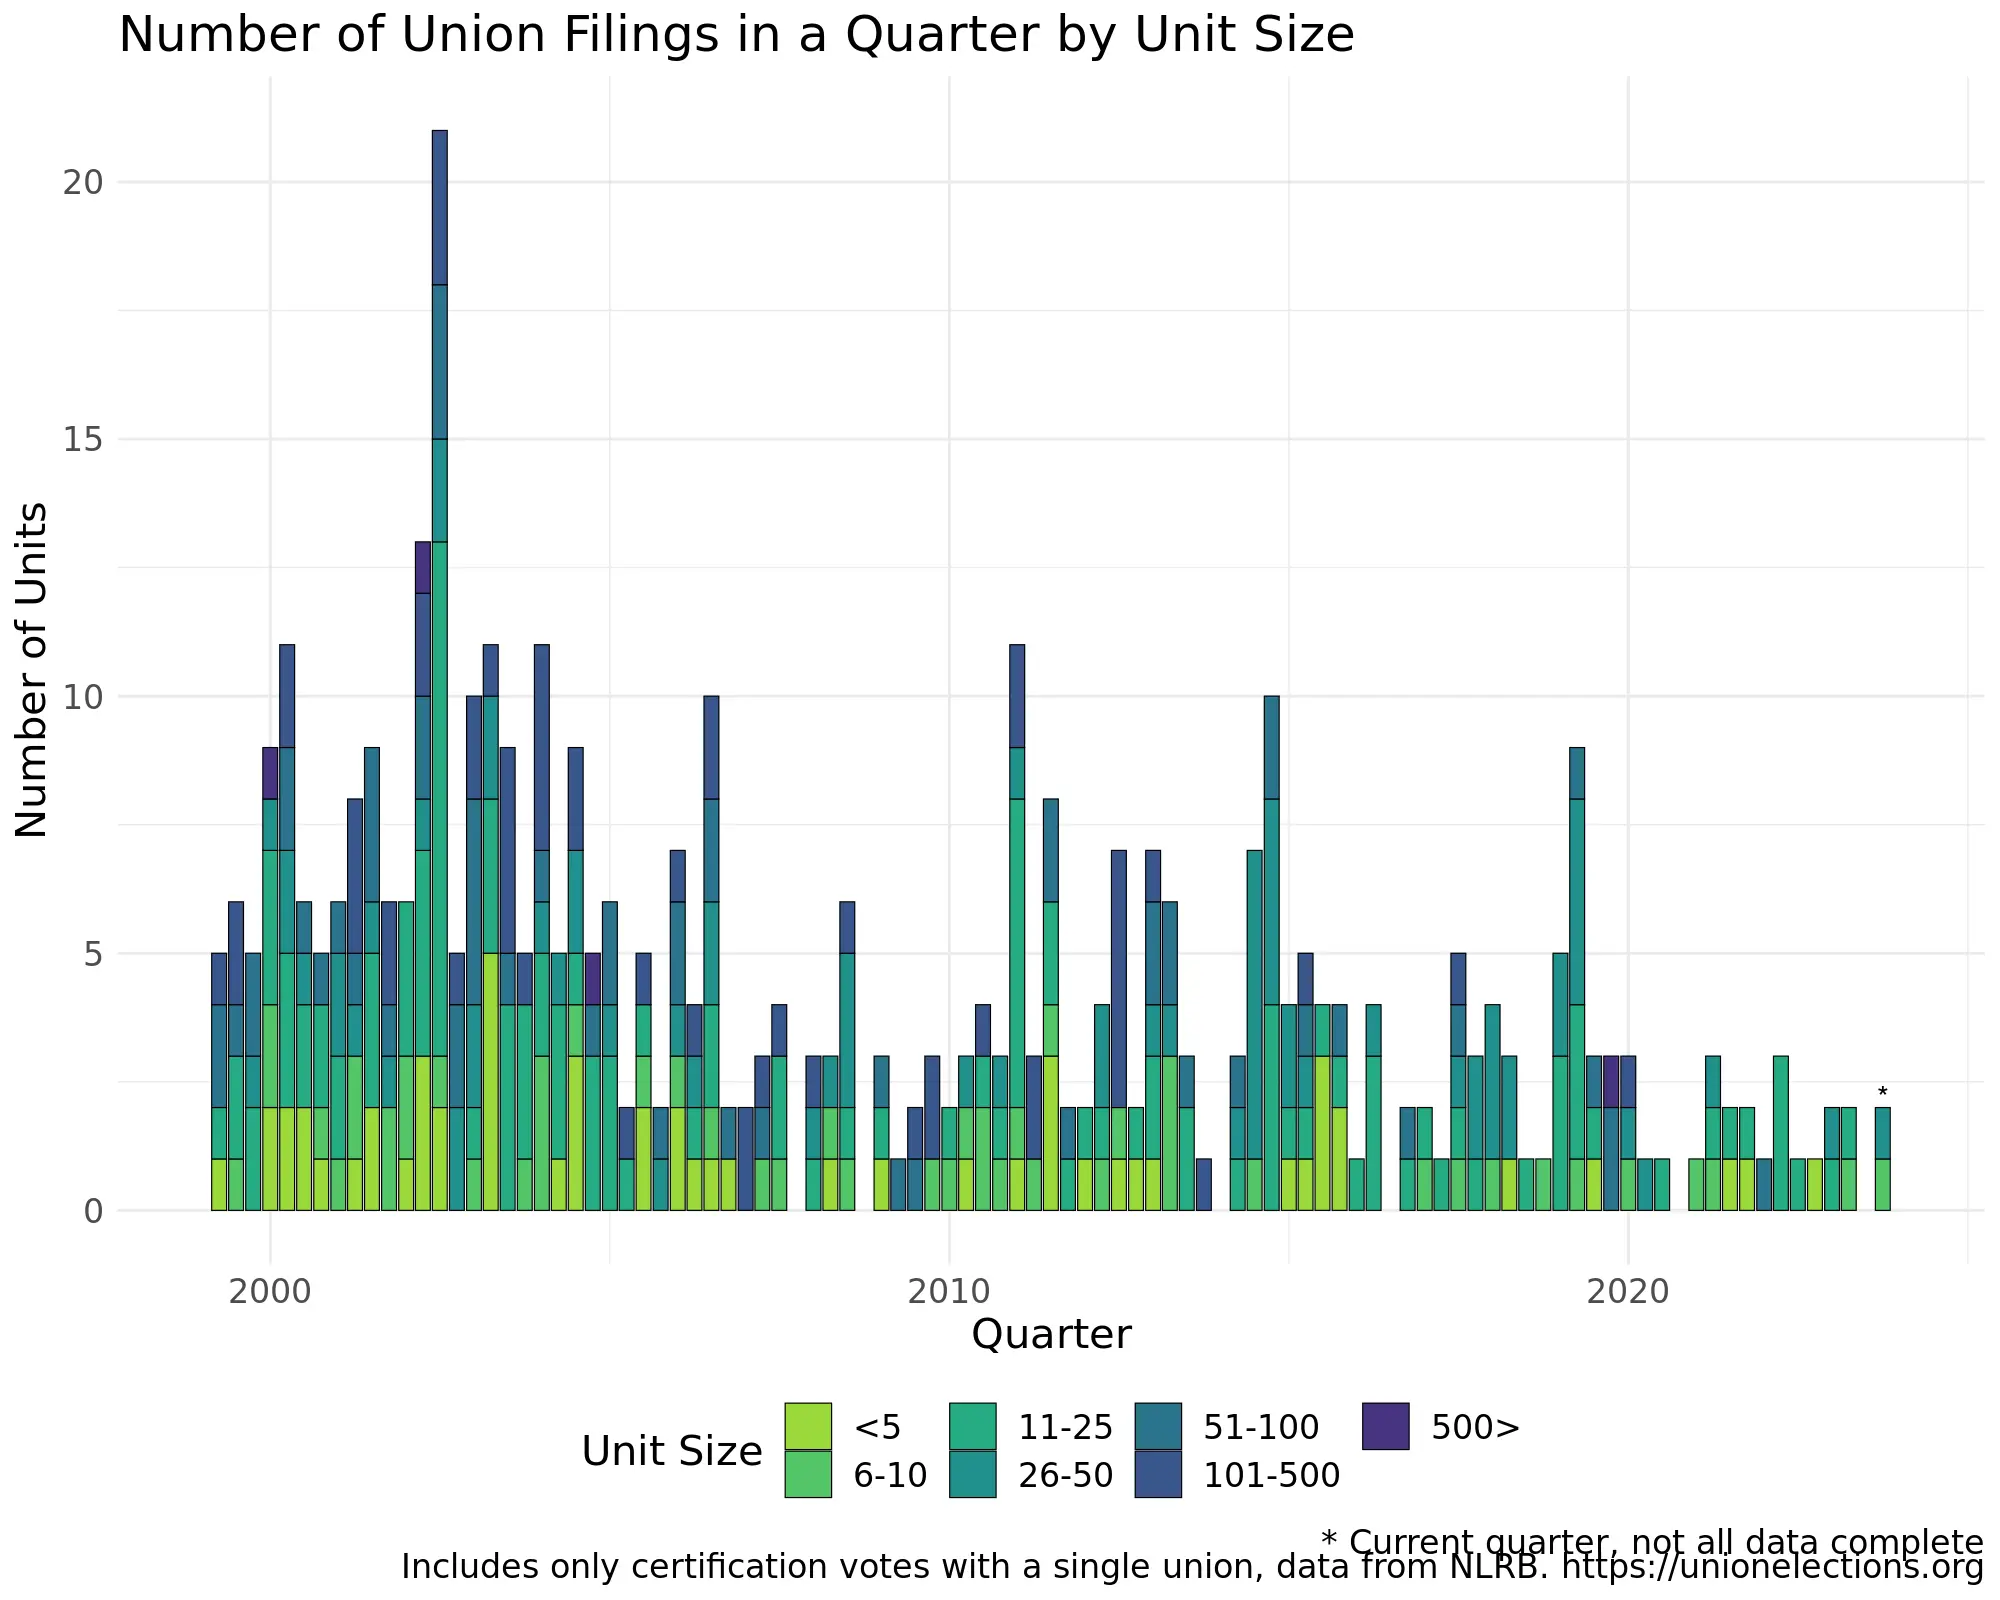 Number of Union Filings in a Quarter by Unit Size
Number of Units
20
15
10
5
0
*
2000 2010 2020
Quarter
Unit Size
<5 11-25 51-100 500>
6-10 26-50 101-500
* Current quarter, not all data complete
Includes only certification votes with a single union, data from NLRB. https://unionelections.org